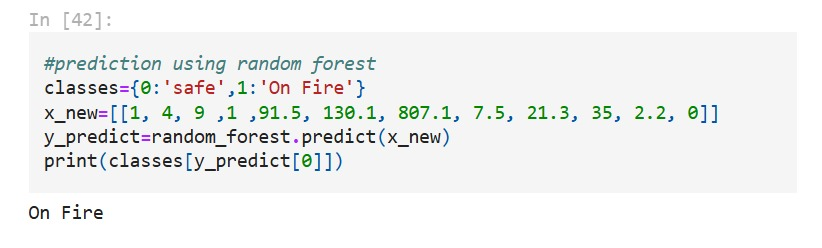 In [42]:
#prediction using random forest
classes={0:'safe',1:'On Fire'}
x_new=[[1, 4, 9 ,1 ,91.5, 130.1, 807.1, 7.5, 21.3, 35, 2.2, 0]]
y_predict=random_forest.predict(x_new)
print(classes[y_predict[0]])
On Fire